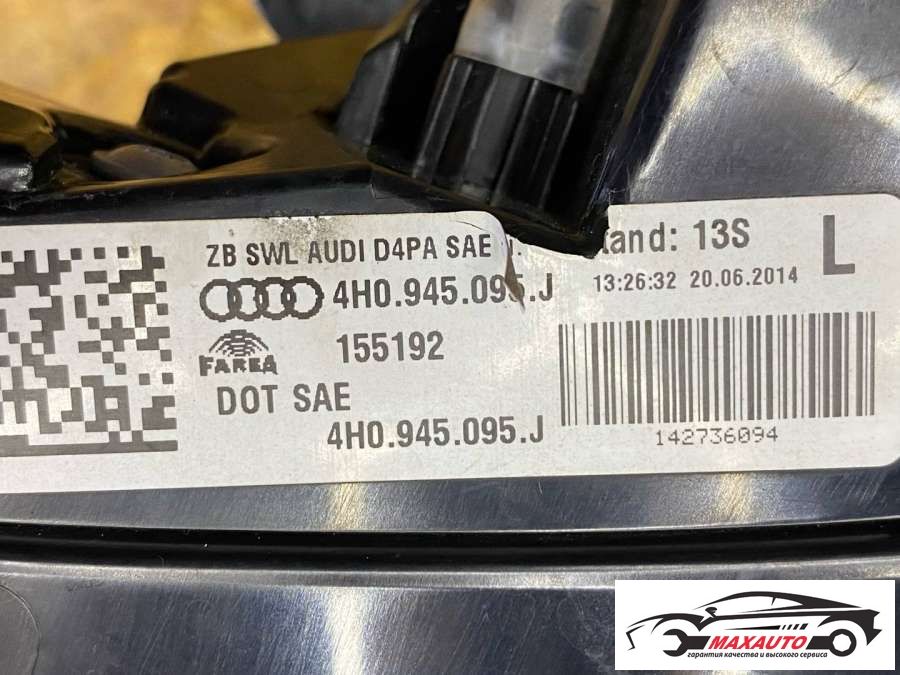 ZB SWL AUDI D4PA SAE
tand: 13S
L
4H0.945.095.J
13:26:32 20.06.2014
FAREA
155192
DOT SAE
4H0.945.095.J
142736094
MAXAUTO
гарантия качества и высокого сервиса